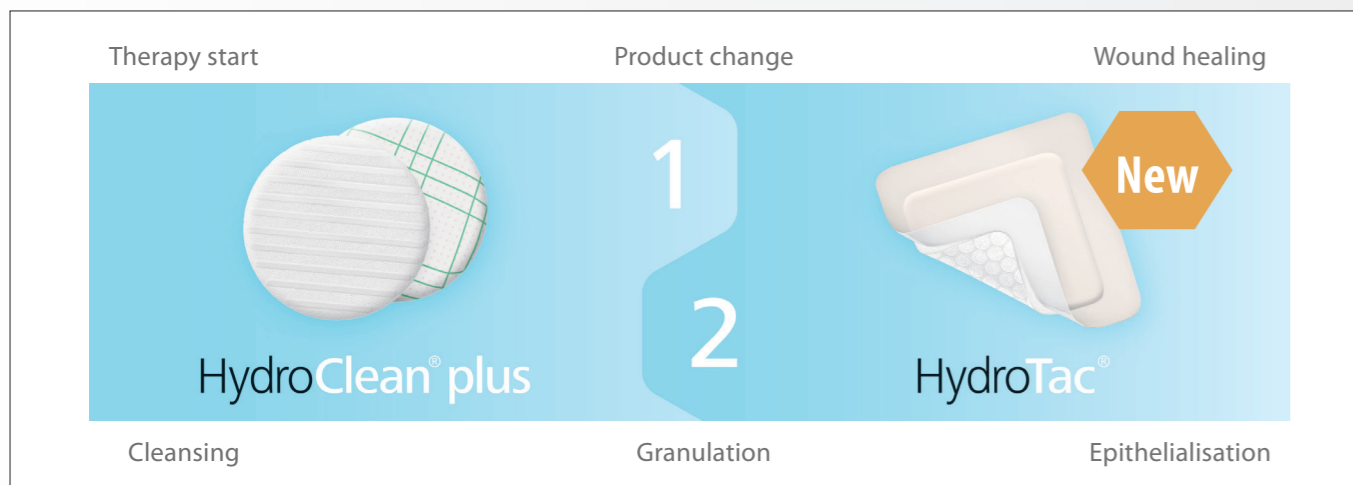 Therapy start
Product change
Wound healing
1
New
2
HydroClean® plus
HydroTac®
Cleansing
Granulation
Epithelialisation